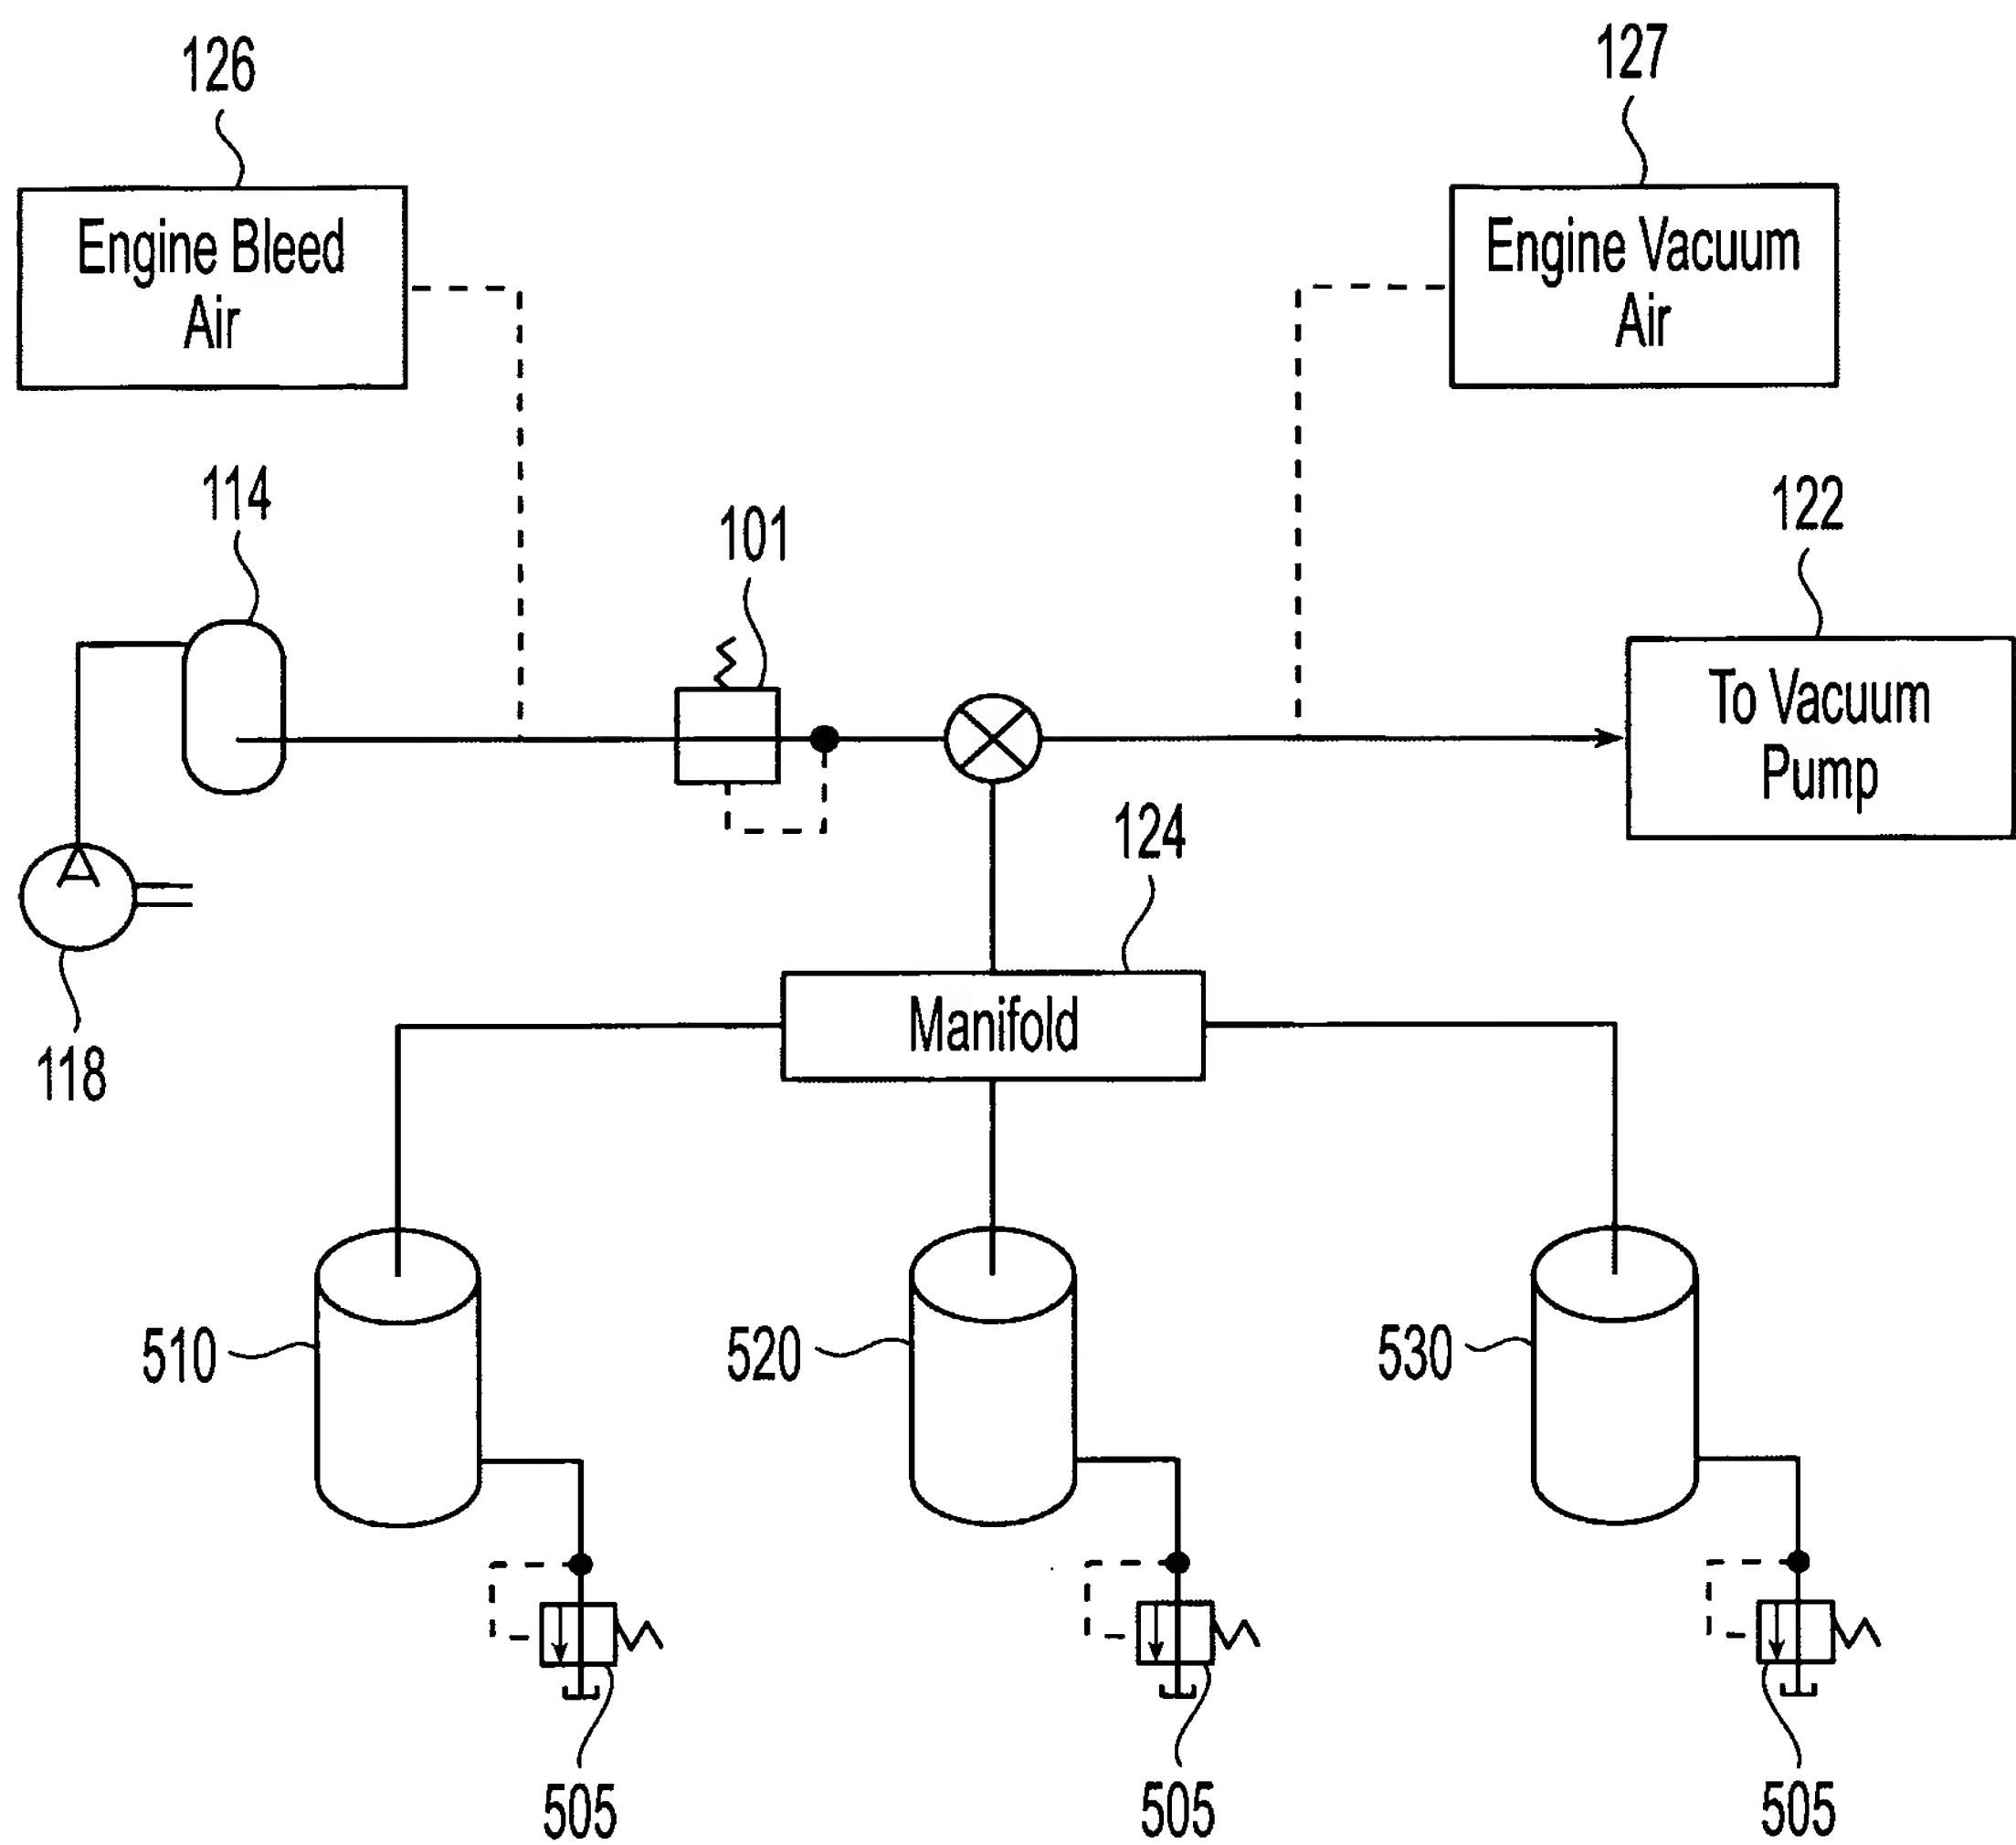 126
127
Engine Bleed
Air
Engine Vacuum
Air
114
101
122
To Vacuum
Pump
124
118
Manifold
510
520
530
505
505
505